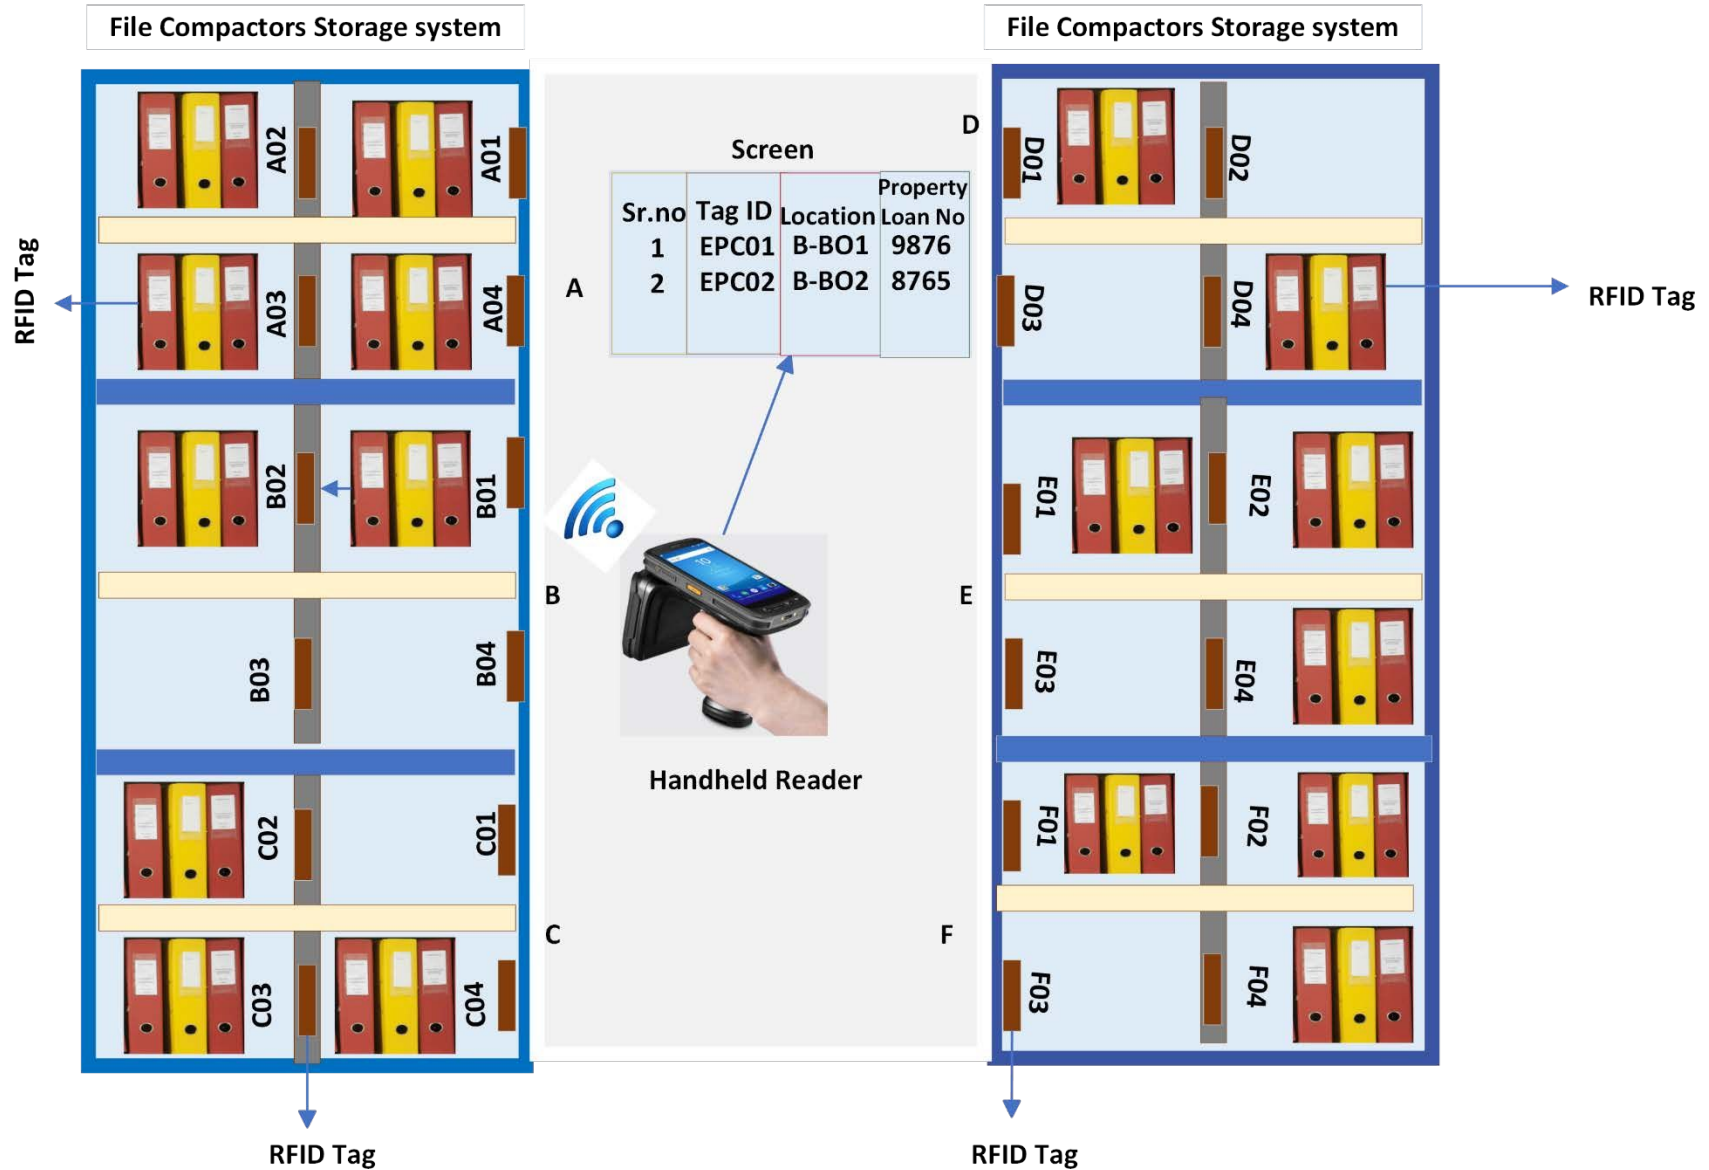 File Compactors Storage system
File Compactors Storage system
A02
A01
A03
A04
B02
B01
B03
B04
C02
C01
C03
C04
RFID Tag
RFID Tag
A
B
C
Screen
Sr.no Tag ID Location Property Loan No
1 EPC01 B-BO1 9876
2 EPC02 B-BO2 8765
Handheld Reader
D
E
F
D01
D02
D03
D04
E01
E02
E03
E04
F01
F02
F03
F04
RFID Tag
RFID Tag